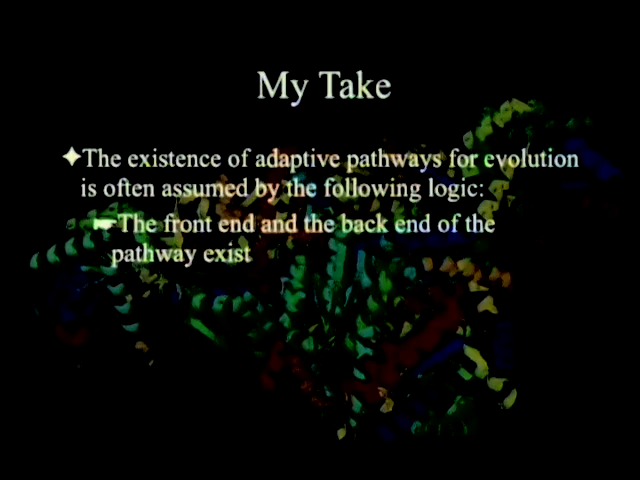 My Take
The existence of adaptive pathways for evolution
is often assumed by the following logic:
The front end and the back end of the
pathway exist